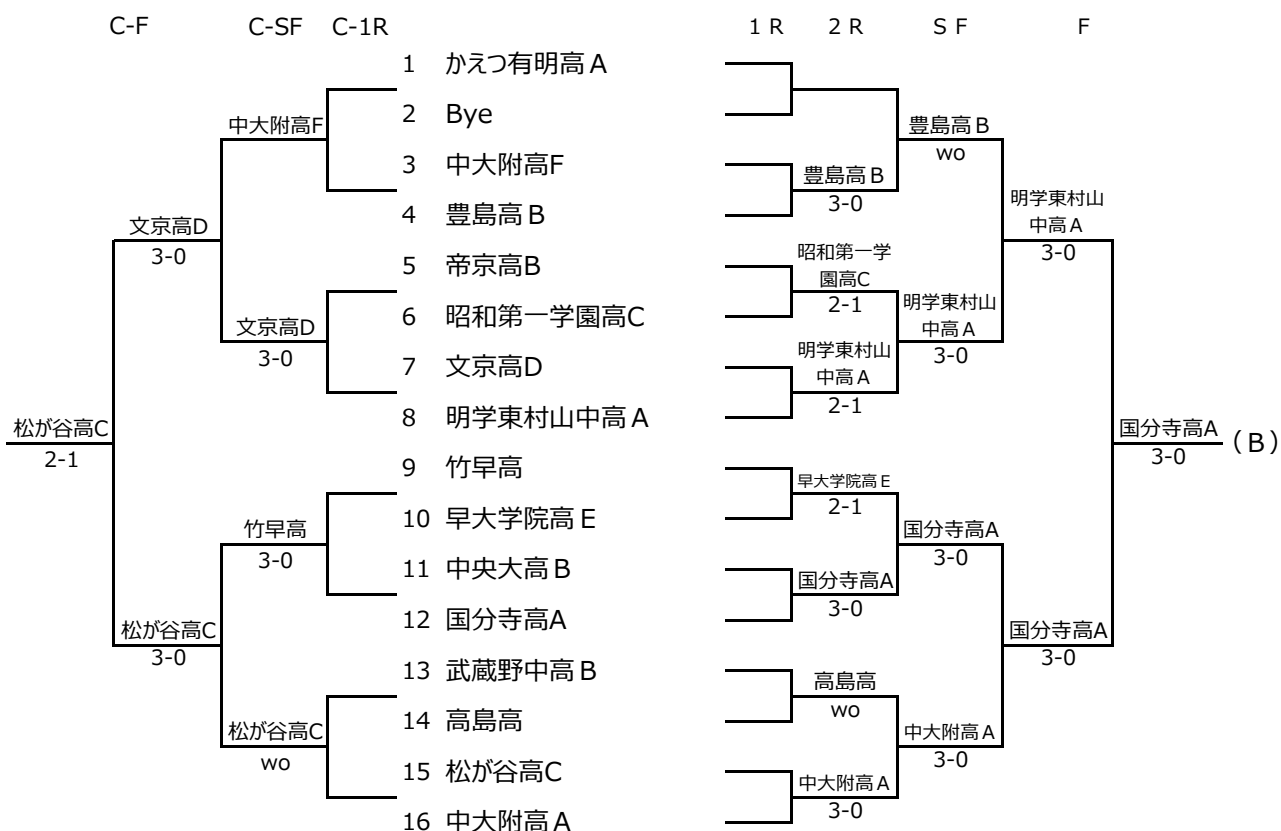 C-F C-SF C-1R 1 R 2 R S F F
1 かえつ有明高A
2 Bye
3 中大附高F
4 豊島高B
5 帝京高B
6 昭和第一学園高C
7 文京高D
8 明学東村山中高A
9 竹早高
10 早大学院高E
11 中央大高B
12 国分寺高A
13 武蔵野中高B
14 高島高
15 松が谷高C
16 中大附高A
中大附高F
文京高D
3-0
竹早高
3-0
松が谷高C
wo
文京高D
3-0
松が谷高C
3-0
松が谷高C
2-1
豊島高B
3-0
昭和第一学
園高C
2-1
明学東村山
中高A
2-1
早大学院高E
2-1
国分寺高A
3-0
高島高
wo
中大附高A
3-0
豊島高B
wo
明学東村山
中高A
3-0
国分寺高A
3-0
中大附高A
3-0
明学東村山
中高A
3-0
国分寺高A
3-0
国分寺高A
3-0
(B)